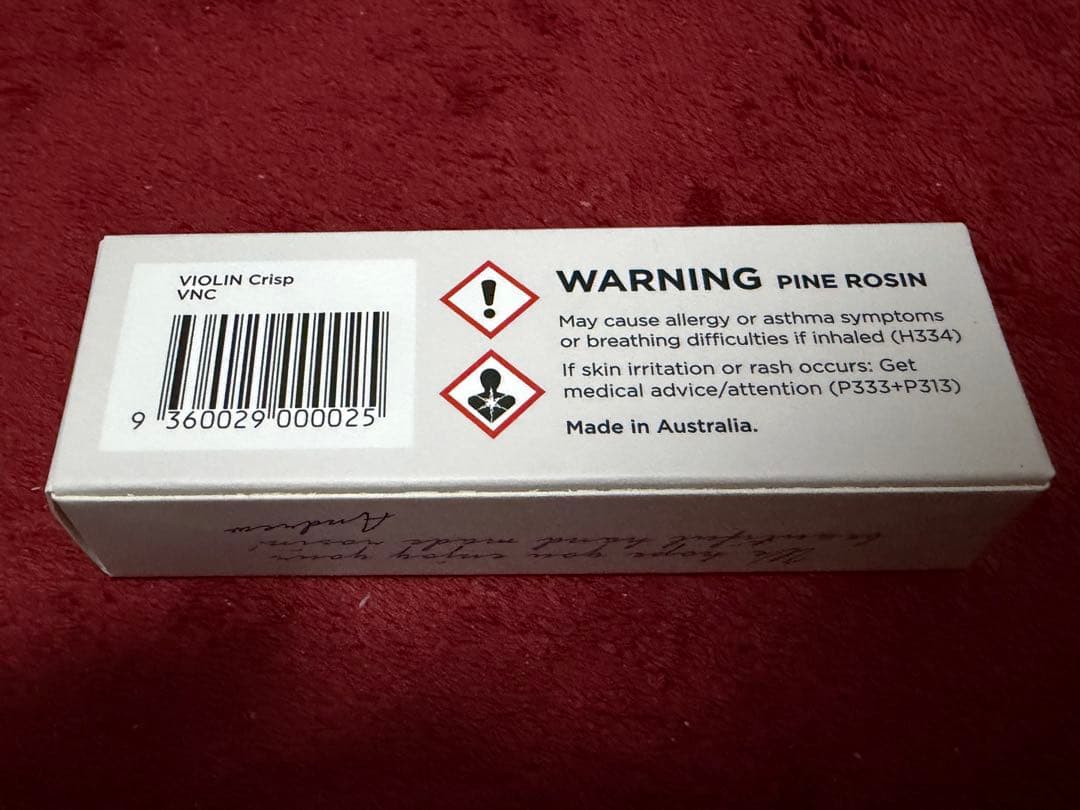 VIOLIN Crisp
VNC
9 360029 000025
WARNING PINE ROSIN
May cause allergy or asthma symptoms
or breathing difficulties if inhaled (H334)
If skin irritation or rash occurs: Get
medical advice/attention (P333+P313)
Made in Australia.
We hope you enjoy your
beautiful hand made rosin
Andrew